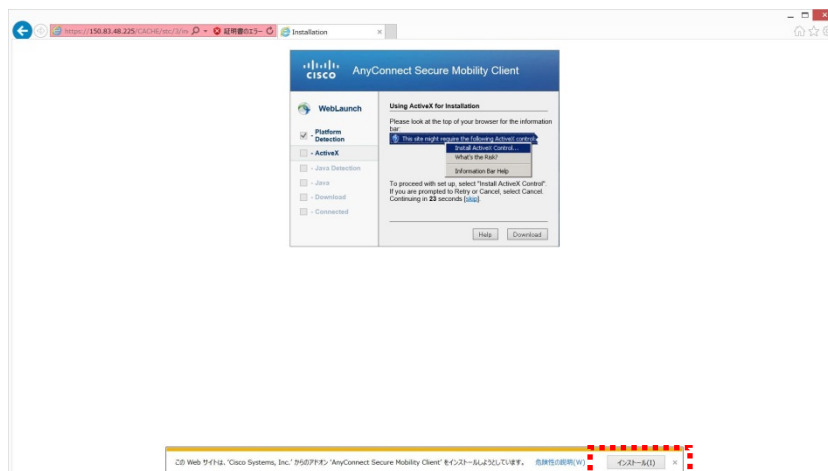 https://150.83.48.225/CACHE/stc/3/in
証明書のエラー
Installation
CISCO
AnyConnect Secure Mobility Client
WebLaunch
- Platform
Detection
- ActiveX
- Java Detection
- Java
- Download
- Connected
Using ActiveX for Installation
Please look at the top of your browser for the information
bar:
This site might require the following ActiveX control:
Install ActiveX Control...
What's the Risk?
Information Bar Help
To proceed with set up, select "Install ActiveX Control".
If you are prompted to Retry or Cancel, select Cancel.
Continuing in 23 seconds [skip].
Help
Download
この Web サイトは、'Cisco Systems, Inc.' からのアドオン 'AnyConnect Secure Mobility Client' をインストールしようとしています。
危険性の説明(W)
インストール(I)